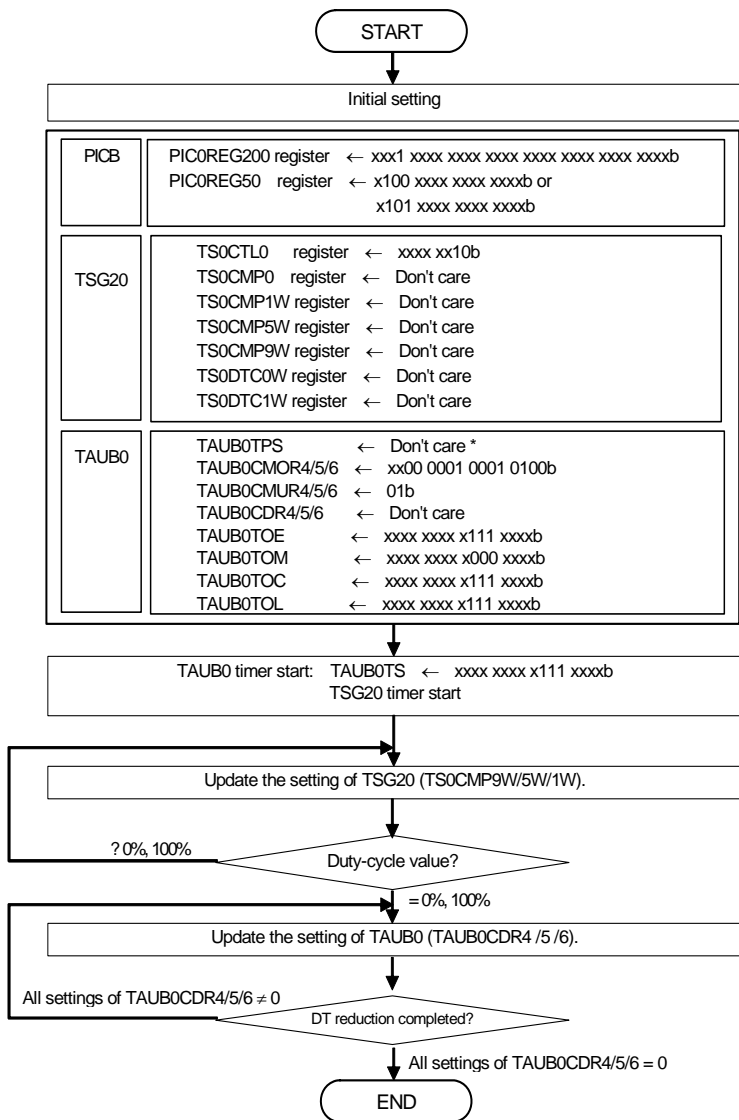 START
Initial setting
PICB
PIC0REG200 register ← xxx1 xxxx xxxx xxxx xxxx xxxx xxxx xxxxb
PIC0REG50 register ← x100 xxxx xxxx xxxxb or
x101 xxxx xxxx xxxxb
TSG20
TS0CTL0 register ← xxxx xx10b
TS0CMP0 register ← Don't care
TS0CMP1W register ← Don't care
TS0CMP5W register ← Don't care
TS0CMP9W register ← Don't care
TS0DTC0W register ← Don't care
TS0DTC1W register ← Don't care
TAUB0
TAUB0TPS ← Don't care *
TAUB0CMOR4/5/6 ← xx00 0001 0001 0100b
TAUB0CMUR4/5/6 ← 01b
TAUB0CDR4/5/6 ← Don't care
TAUB0TOE ← xxxx xxxx x111 xxxxb
TAUB0TOM ← xxxx xxxx x000 xxxxb
TAUB0TOC ← xxxx xxxx x111 xxxxb
TAUB0TOL ← xxxx xxxx x111 xxxxb
TAUB0 timer start: TAUB0TS ← xxxx xxxx x111 xxxxb
TSG20 timer start
Update the setting of TSG20 (TS0CMP9W/5W/1W).
? 0%, 100%
Duty-cycle value?
= 0%, 100%
Update the setting of TAUB0 (TAUB0CDR4 /5 /6).
All settings of TAUB0CDR4/5/6 ≠ 0
DT reduction completed?
All settings of TAUB0CDR4/5/6 = 0
END